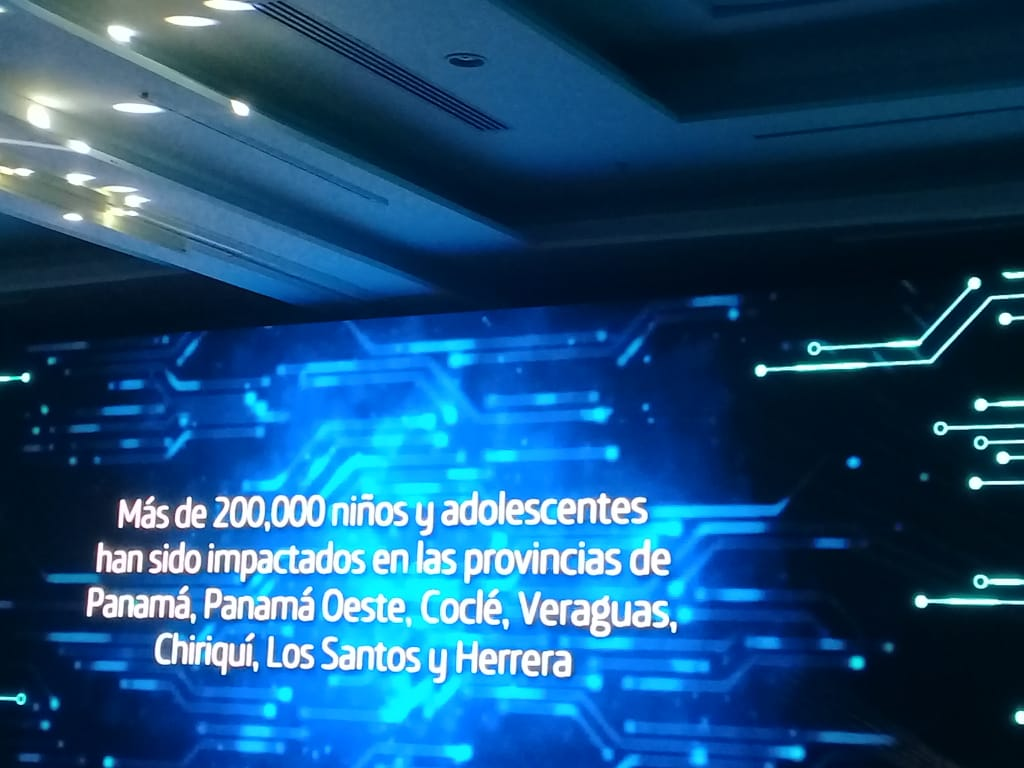 Más de 200,000 niños y adolescentes
han sido impactados en las provincias de
Panamá, Panamá Oeste, Coclé, Veraguas,
Chiriquí, Los Santos y Herrera